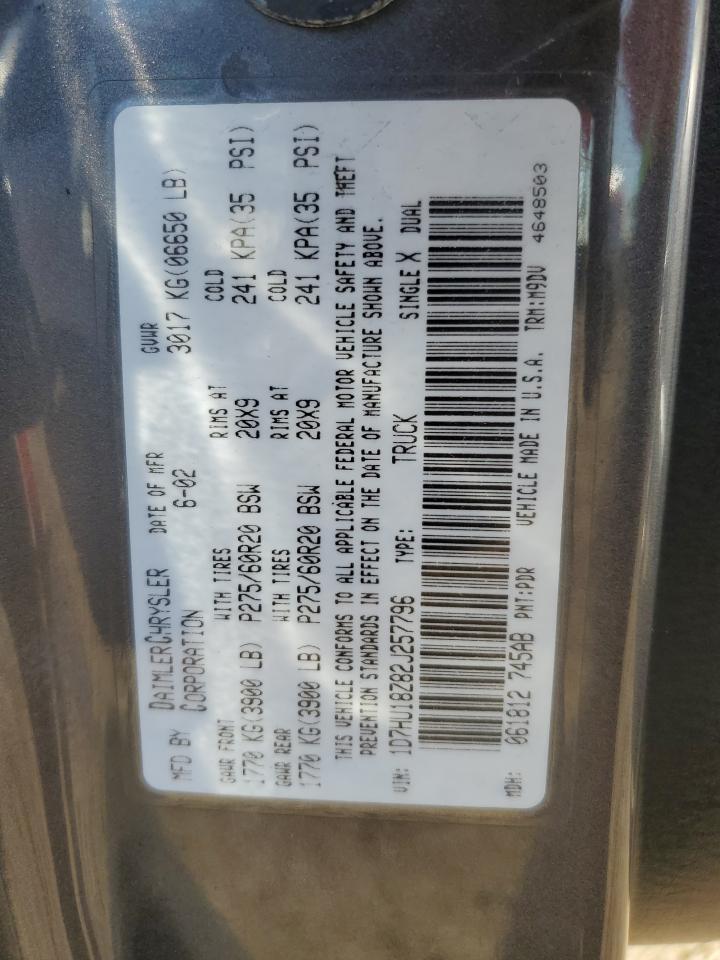 MFD BY DAIMLERCHRYSLER CORPORATION DATE OF MFR 6-02 GVWR 3017 KG(06650 LB)
GAWR FRONT WITH TIRES RIMS AT COLD
1770 KG(3900 LB) P275/60R20 BSW 20X9 241 KPA(35 PSI)
GAWR REAR WITH TIRES RIMS AT COLD
1770 KG(3900 LB) P275/60R20 BSW 20X9 241 KPA(35 PSI)
THIS VEHICLE CONFORMS TO ALL APPLICABLE FEDERAL MOTOR VEHICLE SAFETY AND THEFT
PREVENTION STANDARDS IN EFFECT ON THE DATE OF MANUFACTURE SHOWN ABOVE.
VIN: 1D7HU18Z82J257796 TYPE: TRUCK SINGLE X DUAL
MDH: 061812 745AB PNT:PDR VEHICLE MADE IN U.S.A. TRM:M9DV 4648503